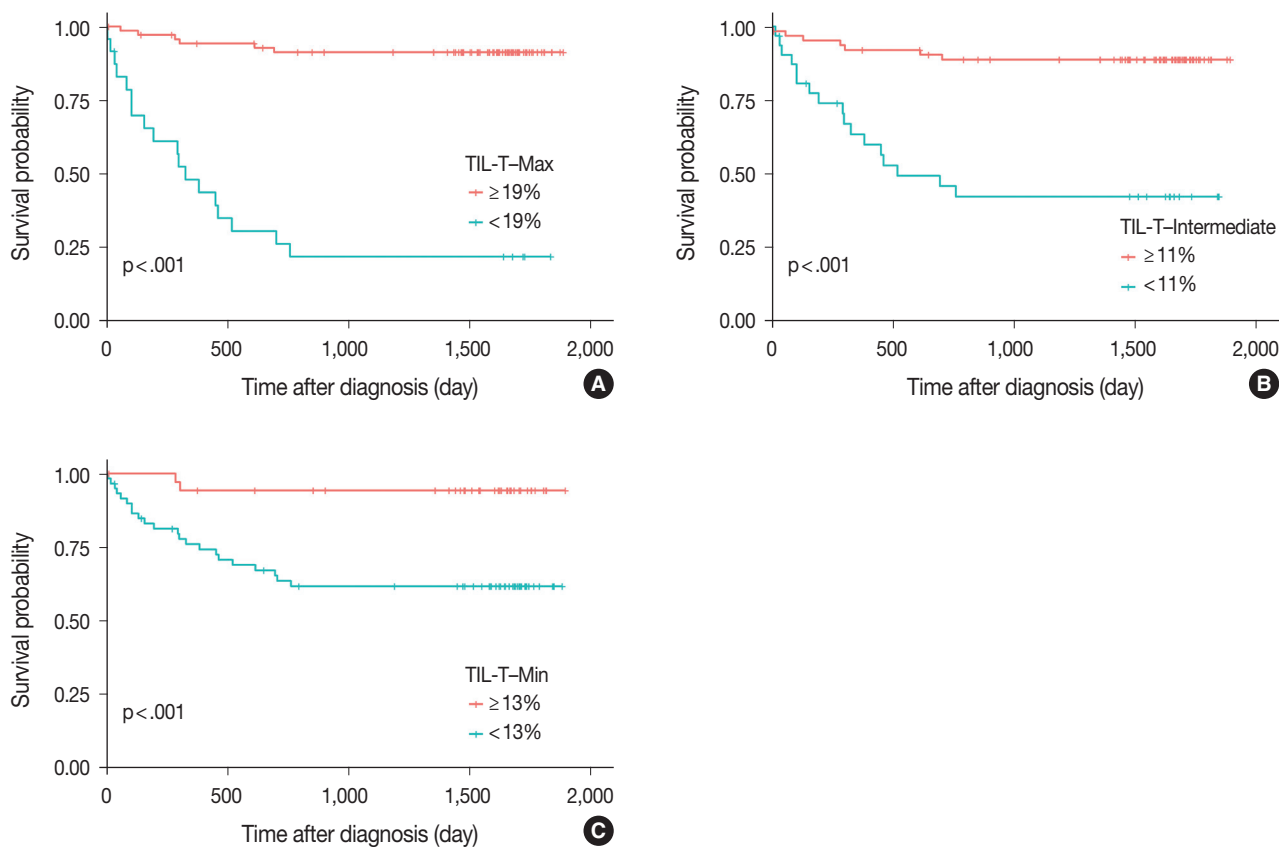 1.00
0.75
0.50
0.25
0.00
Survival probability
TIL-T–Max
≥19%
<19%
p<.001
0 500 1,000 1,500 2,000
Time after diagnosis (day)
A
1.00
0.75
0.50
0.25
0.00
Survival probability
TIL-T–Intermediate
≥11%
<11%
p<.001
0 500 1,000 1,500 2,000
Time after diagnosis (day)
B
1.00
0.75
0.50
0.25
0.00
Survival probability
TIL-T–Min
≥13%
<13%
p<.001
0 500 1,000 1,500 2,000
Time after diagnosis (day)
C